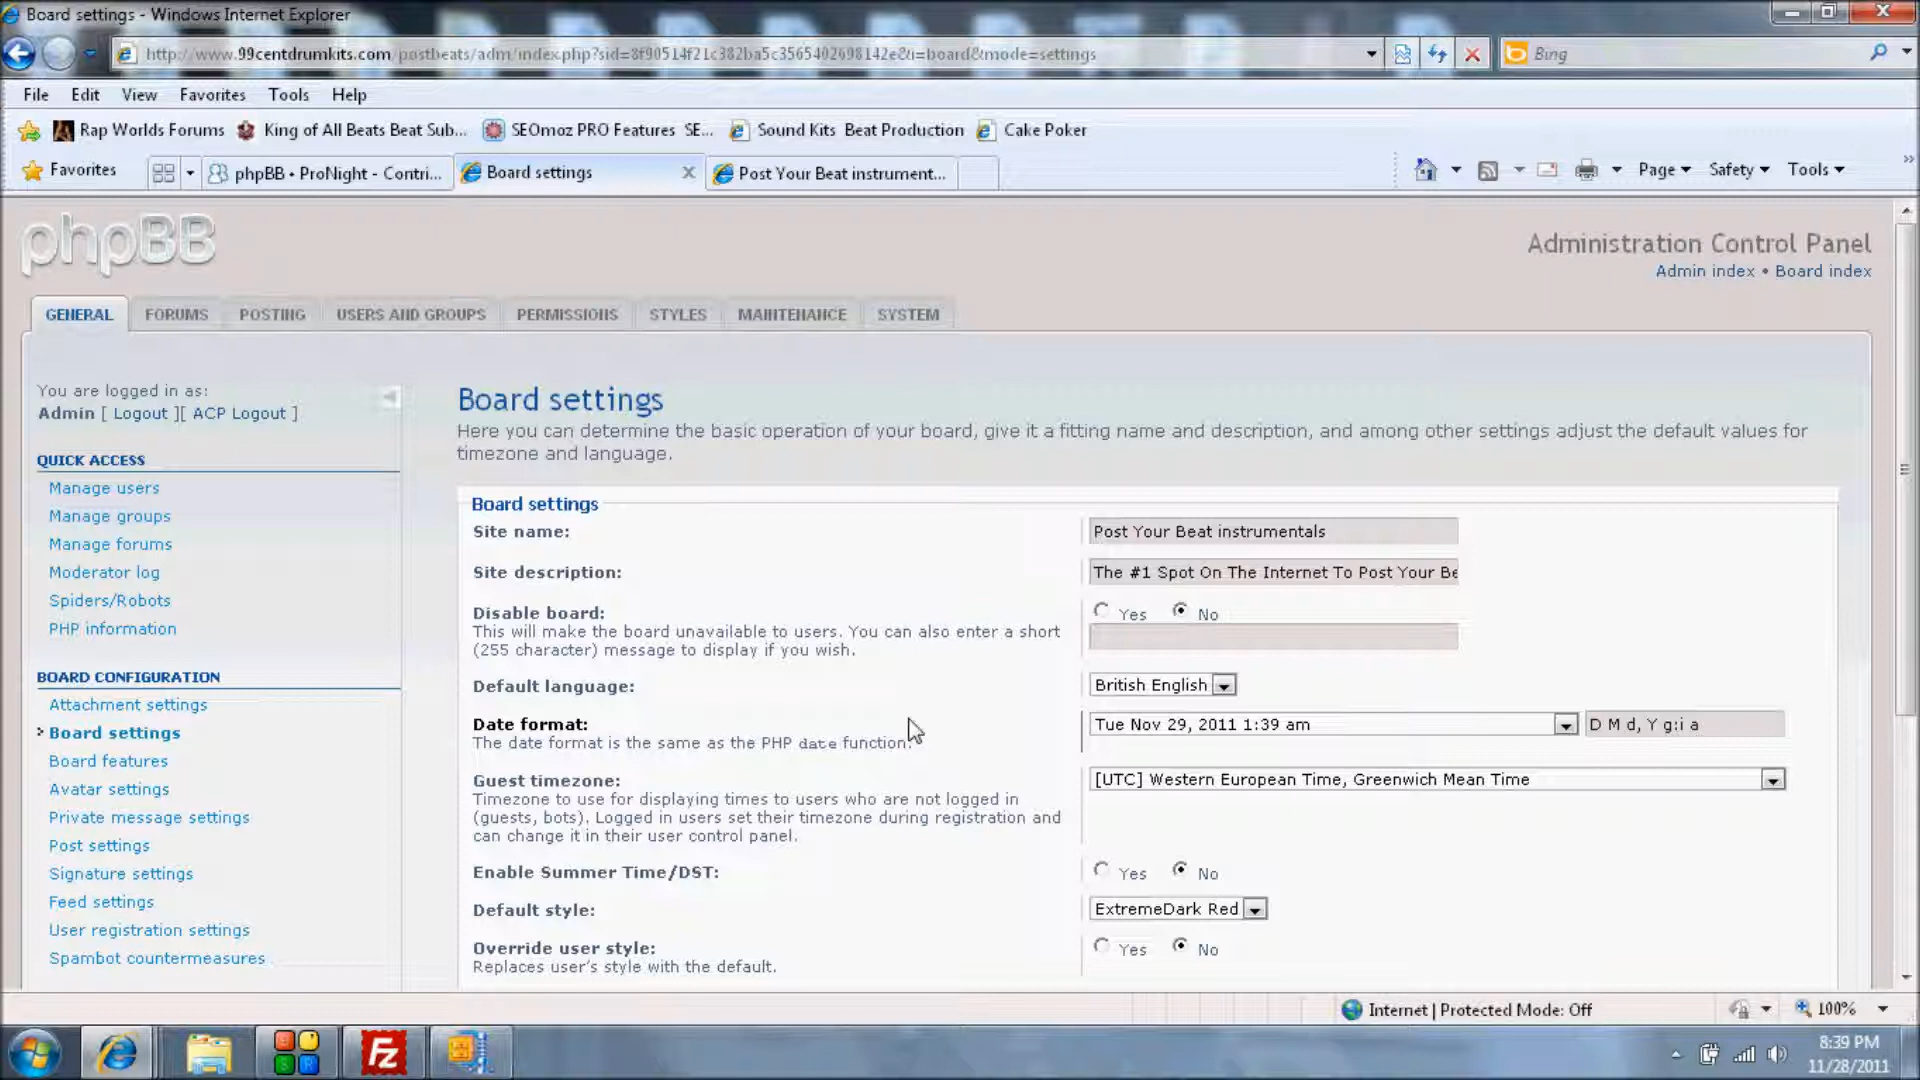 Board settings - Windows Internet Explorer
http://www.99centdrumkits.com/postbeats/adm/index.php?sid=8f90514f21c382ba5c3565402698142e&i=board&mode=settings
Bing
File Edit View Favorites Tools Help
Rap Worlds Forums King of All Beats Beat Sub... SEOmoz PRO Features SE... Sound Kits Beat Production Cake Poker
Favorites phpBB • ProNight - Contri... Board settings Post Your Beat instrument... Page Safety Tools
phpBB
Administration Control Panel
Admin index • Board index
GENERAL FORUMS POSTING USERS AND GROUPS PERMISSIONS STYLES MAINTENANCE SYSTEM
You are logged in as:
Admin [ Logout ][ ACP Logout ]
QUICK ACCESS
Manage users
Manage groups
Manage forums
Moderator log
Spiders/Robots
PHP information
BOARD CONFIGURATION
Attachment settings
Board settings
Board features
Avatar settings
Private message settings
Post settings
Signature settings
Feed settings
User registration settings
Spambot countermeasures
Board settings
Here you can determine the basic operation of your board, give it a fitting name and description, and among other settings adjust the default values for
timezone and language.
Board settings
Site name: Post Your Beat instrumentals
Site description: The #1 Spot On The Internet To Post Your Be
Disable board: Yes No
This will make the board unavailable to users. You can also enter a short
(255 character) message to display if you wish.
Default language: British English
Date format: Tue Nov 29, 2011 1:39 am D M d, Y g:i a
The date format is the same as the PHP date function.
Guest timezone: [UTC] Western European Time, Greenwich Mean Time
Timezone to use for displaying times to users who are not logged in
(guests, bots). Logged in users set their timezone during registration and
can change it in their user control panel.
Enable Summer Time/DST: Yes No
Default style: ExtremeDark Red
Override user style: Yes No
Replaces user's style with the default.
Internet | Protected Mode: Off 100%
8:39 PM
11/28/2011